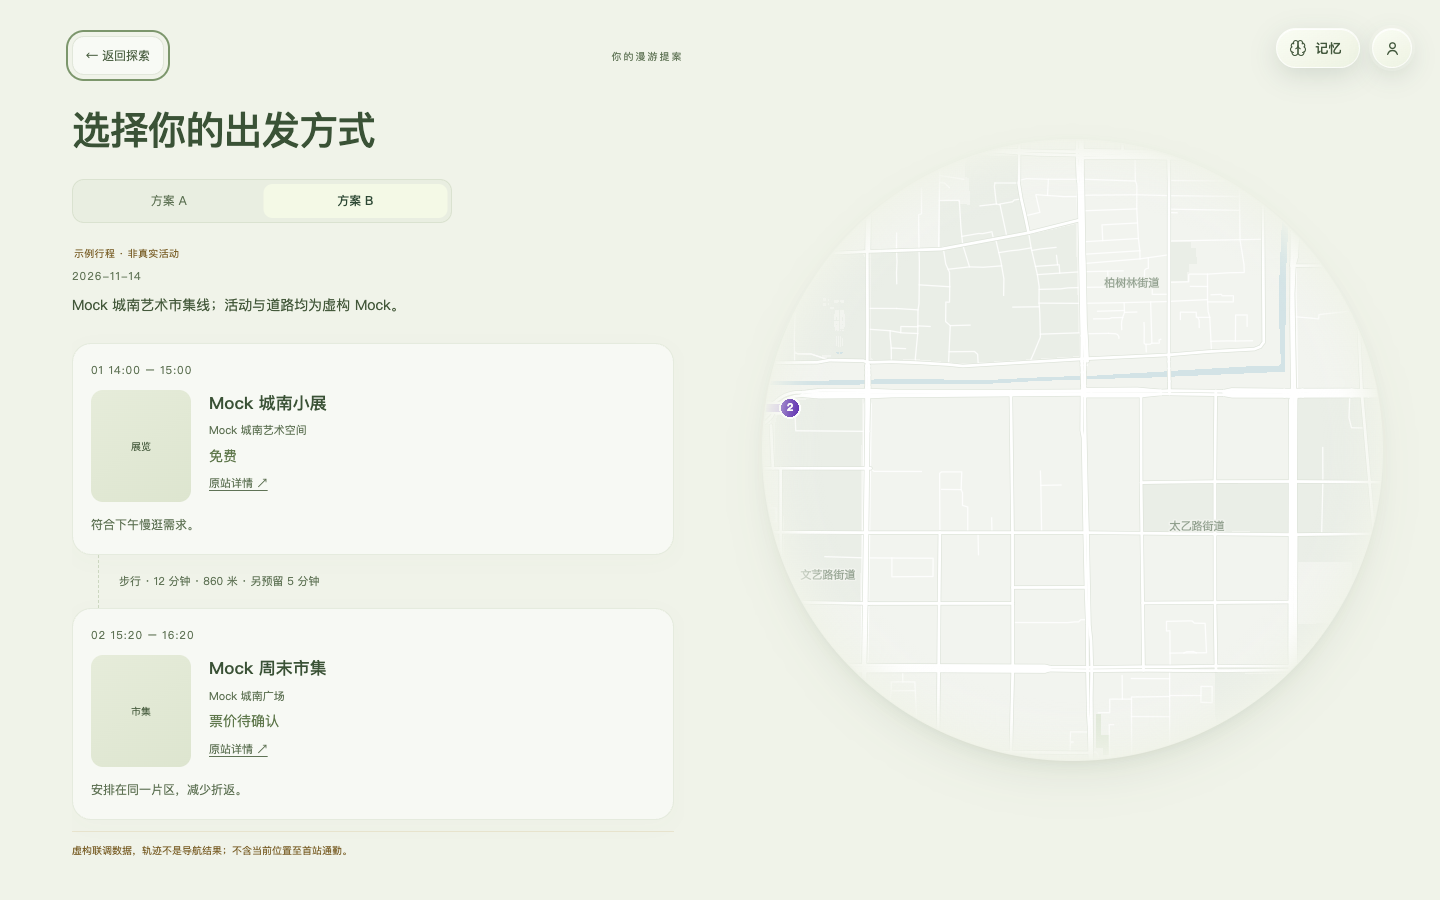 ← 返回探索
你的漫游提案
记忆
选择你的出发方式
方案 A
方案 B
示例行程 · 非真实活动
2026-11-14
Mock 城南艺术市集线；活动与道路均为虚构 Mock。
01 14:00 — 15:00
展览
Mock 城南小展
Mock 城南艺术空间
免费
原站详情 ↗
符合下午慢逛需求。
步行 · 12 分钟 · 860 米 · 另预留 5 分钟
02 15:20 — 16:20
市集
Mock 周末市集
Mock 城南广场
票价待确认
原站详情 ↗
安排在同一片区，减少折返。
虚构联调数据，轨迹不是导航结果；不含当前位置至首站通勤。
柏树林街道
2
太乙路街道
文艺路街道